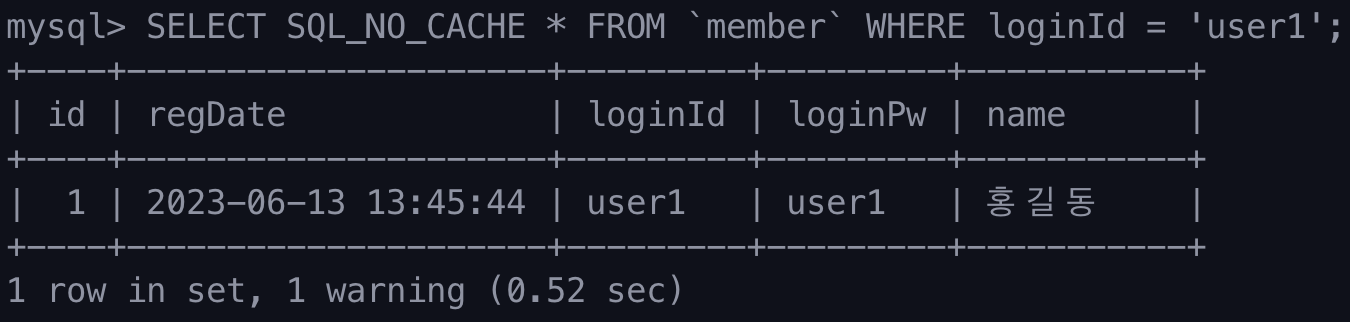 mysql> SELECT SQL_NO_CACHE * FROM `member` WHERE loginId = 'user1';
+----+---------------------+---------+---------+-----------+
| id | regDate             | loginId | loginPw | name      |
+----+---------------------+---------+---------+-----------+
|  1 | 2023-06-13 13:45:44 | user1   | user1   | 홍길동    |
+----+---------------------+---------+---------+-----------+
1 row in set, 1 warning (0.52 sec)